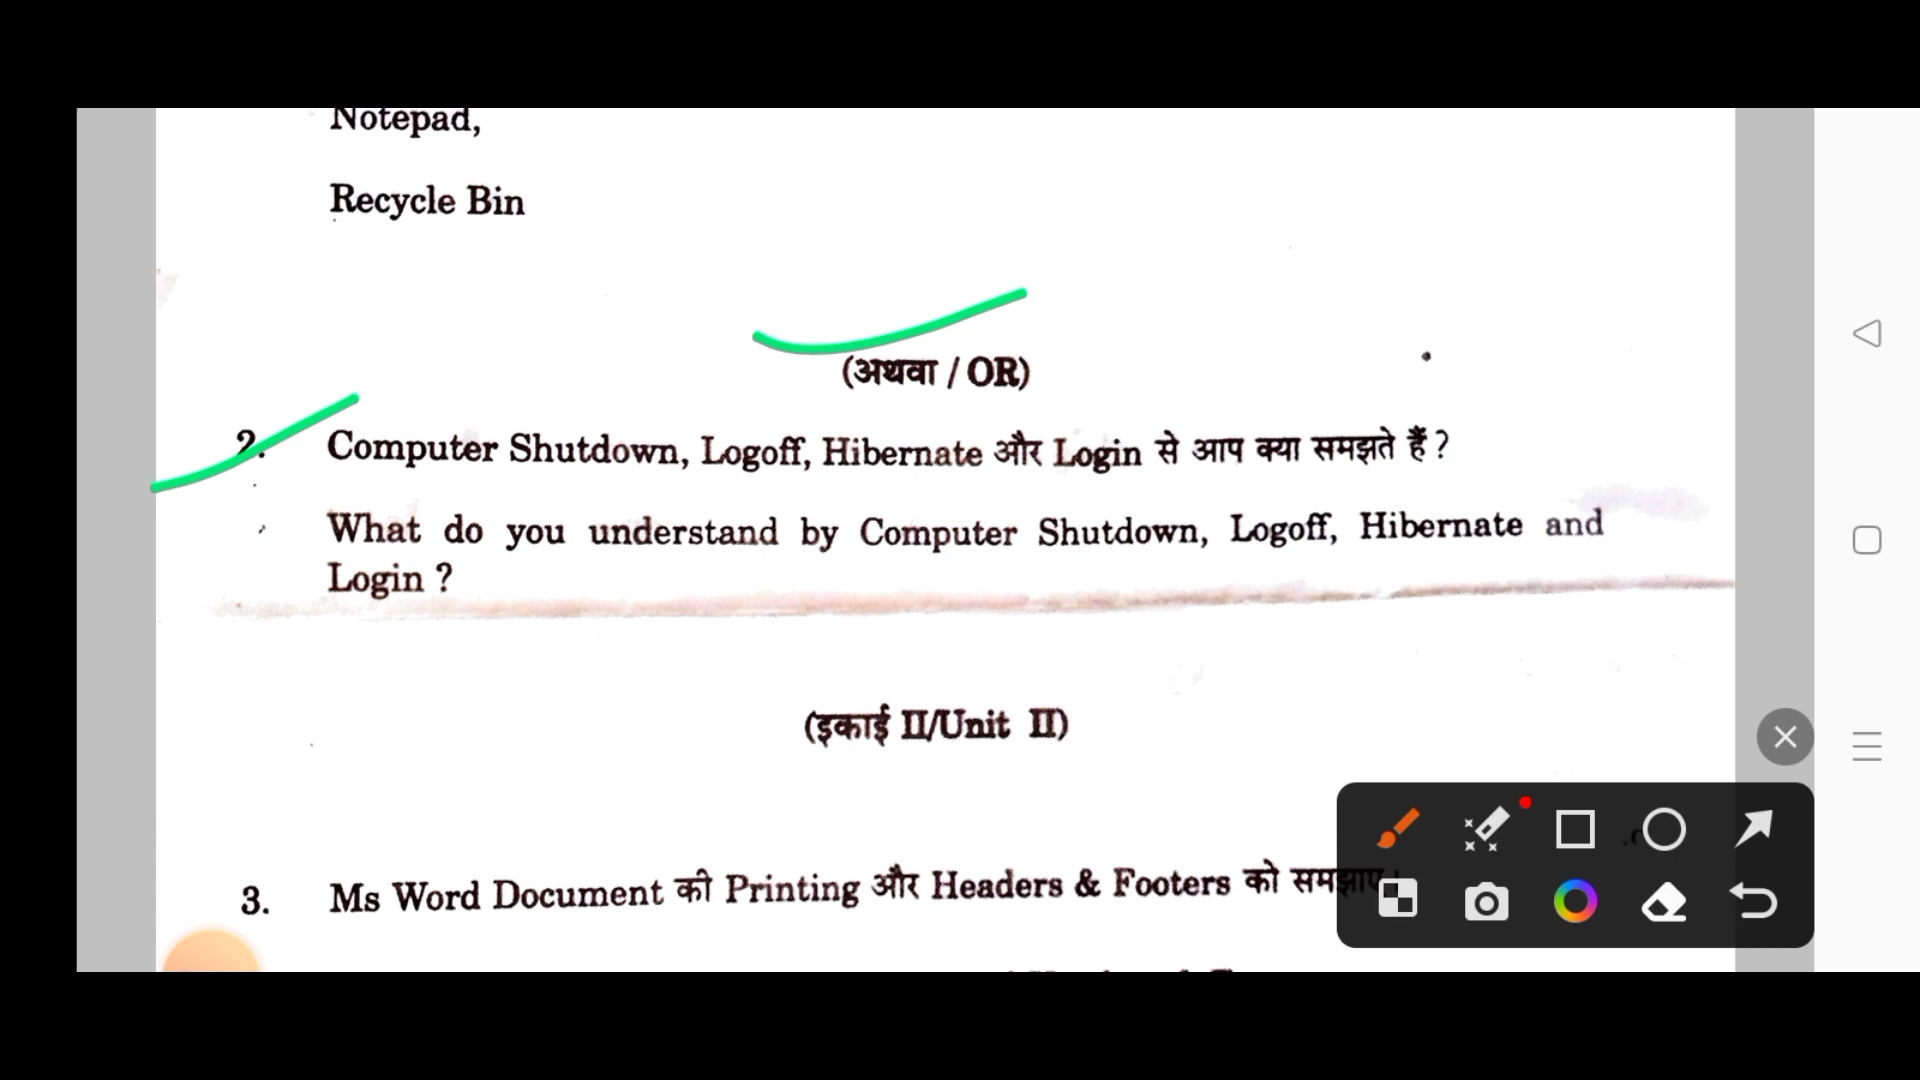 Notepad,
Recycle Bin
(अथवा / OR)
2. Computer Shutdown, Logoff, Hibernate और Login से आप क्या समझते हैं ?
What do you understand by Computer Shutdown, Logoff, Hibernate and
Login ?
(इकाई II/Unit II)
3. Ms Word Document की Printing और Headers & Footers को समझाए।